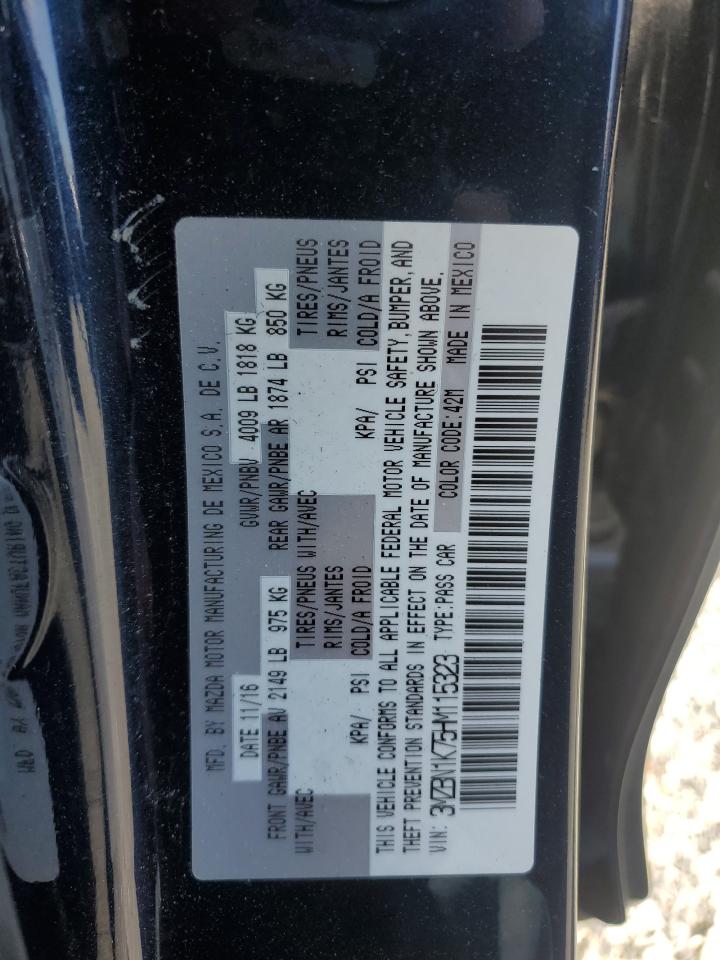 MFD. BY MAZDA MOTOR MANUFACTURING DE MEXICO S.A. DE C.V.
DATE 11/16 GVWR/PNBV 4009 LB 1818 KG
FRONT GAWR/PNBE AV 2149 LB 975 KG REAR GAWR/PNBE AR 1874 LB 850 KG
WITH/AVEC TIRES/PNEUS WITH/AVEC TIRES/PNEUS
RIMS/JANTES RIMS/JANTES
KPA/ PSI COLD/A FROID KPA/ PSI COLD/A FROID
THIS VEHICLE CONFORMS TO ALL APPLICABLE FEDERAL MOTOR VEHICLE SAFETY, BUMPER, AND
THEFT PREVENTION STANDARDS IN EFFECT ON THE DATE OF MANUFACTURE SHOWN ABOVE.
VIN: 3MZBN1K75HM115323 TYPE:PASS CAR COLOR CODE:42M MADE IN MEXICO